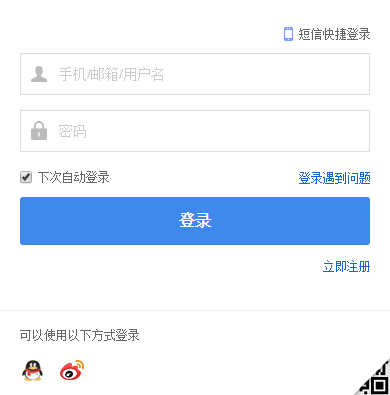 短信快捷登录
手机/邮箱/用户名
密码
下次自动登录
登录遇到问题
登录
立即注册
可以使用以下方式登录